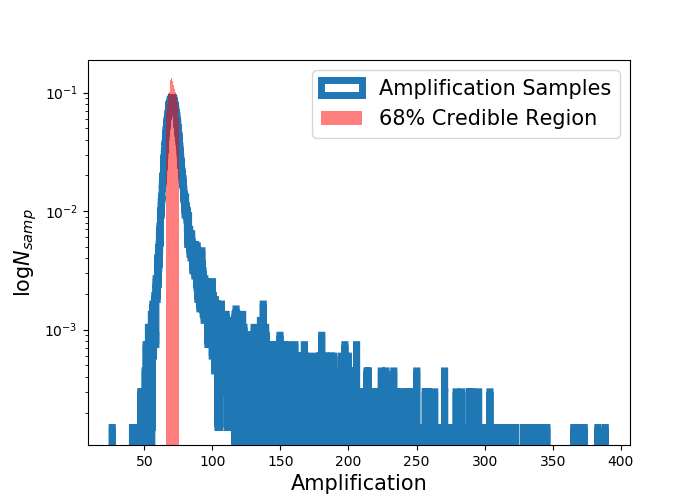 Amplification Samples
68% Credible Region
10⁻¹
10⁻²
10⁻³
logN_samp
50 100 150 200 250 300 350 400
Amplification